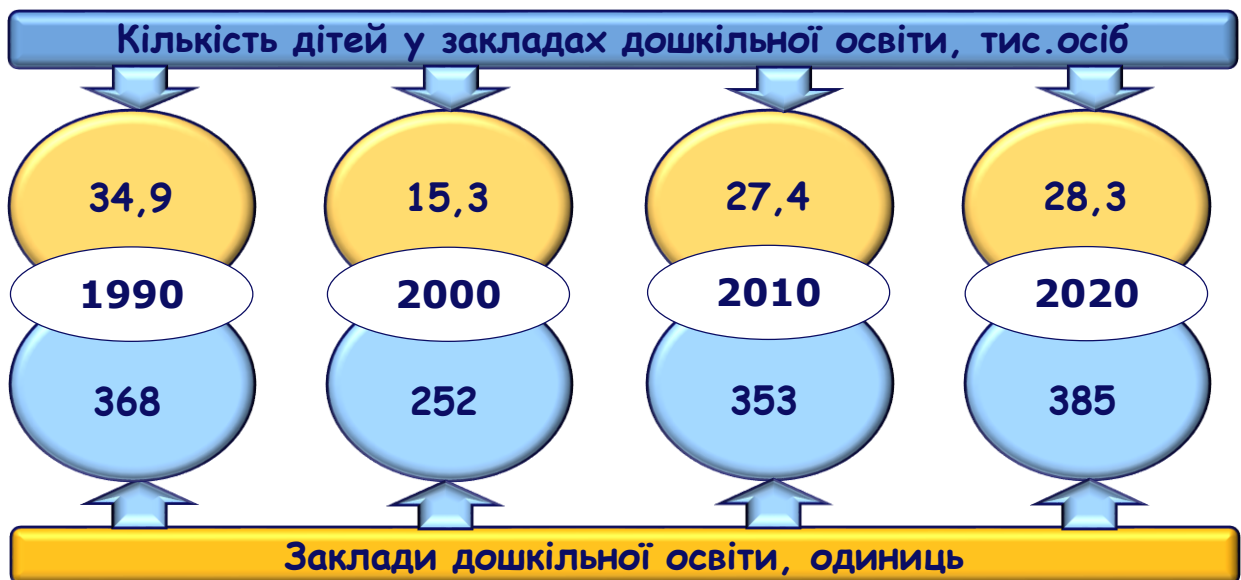 Кількість дітей у закладах дошкільної освіти, тис.осіб
34,9 15,3 27,4 28,3
1990 2000 2010 2020
368 252 353 385
Заклади дошкільної освіти, одиниць